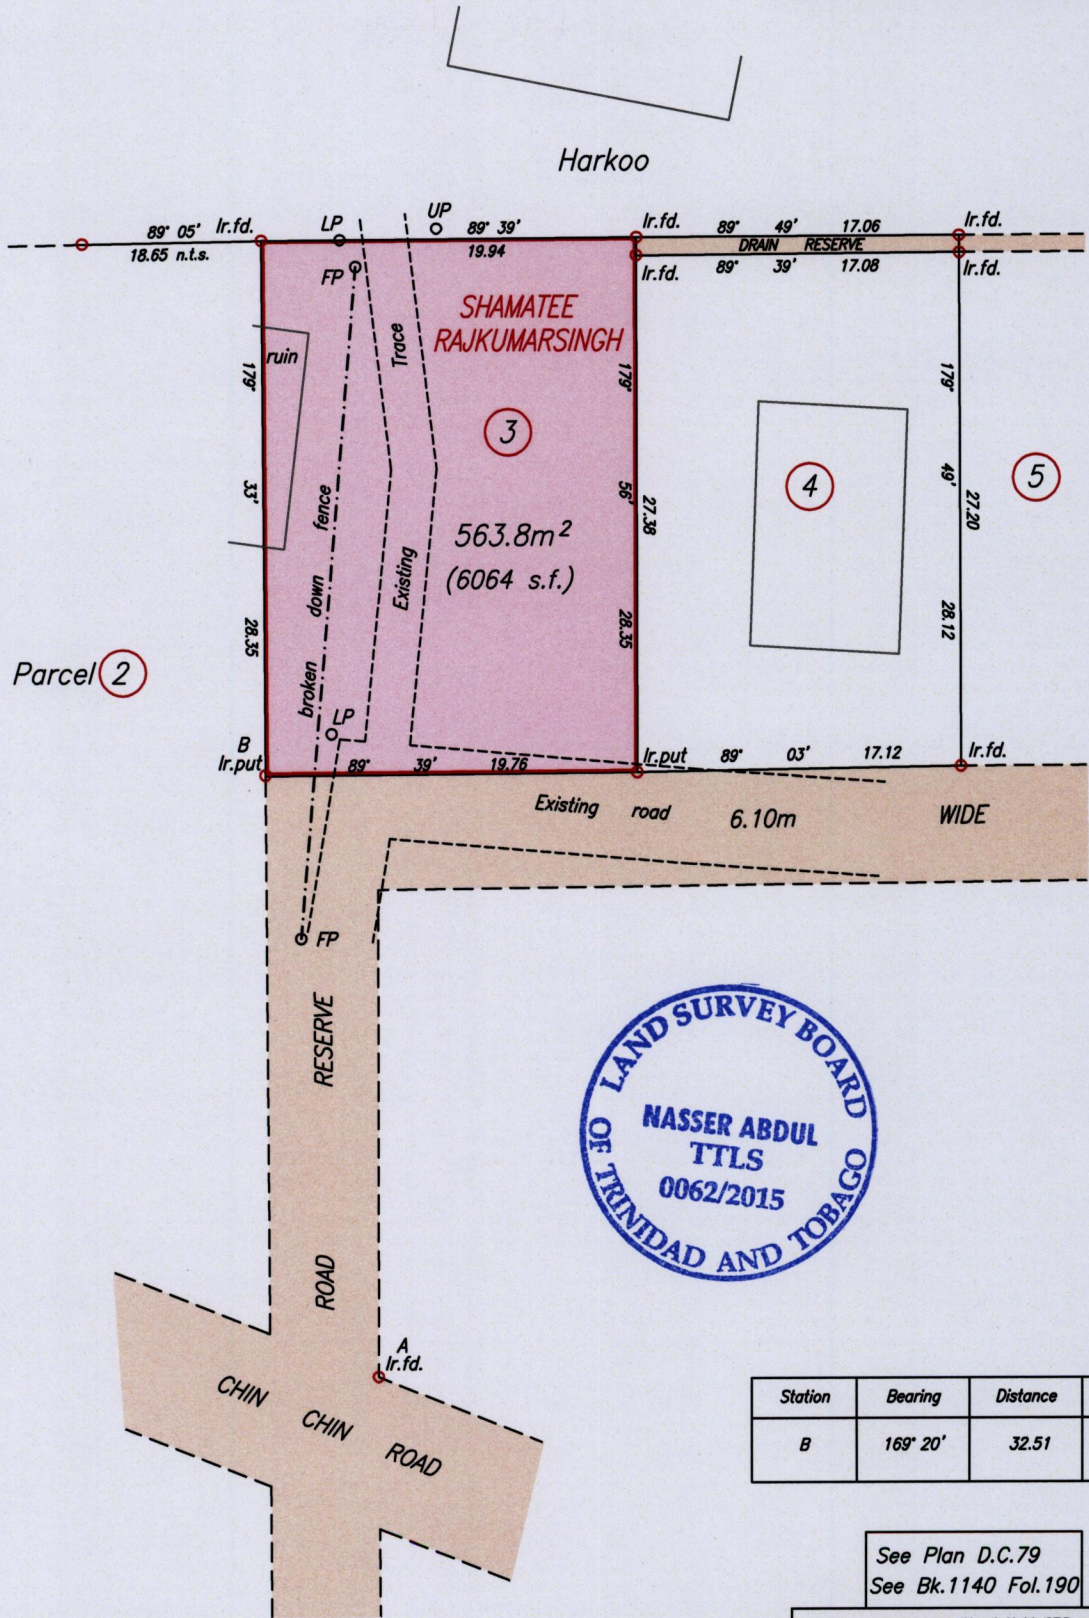 Harkoo
89° 05' Ir.fd. LP UP 89° 39' Ir.fd. 89° 49' 17.06 Ir.fd.
18.65 n.t.s. 19.94 DRAIN RESERVE
FP Ir.fd. 89° 39' 17.08 Ir.fd.
SHAMATEE
RAJKUMARSINGH
ruin
Existing Trace
179° 33' 28.35
broken down fence
179° 56' 28.35
27.38
179° 49' 28.12
27.20
3
4
5
563.8m²
(6064 s.f.)
Parcel 2
LP
B
Ir.put 89° 39' 19.76 Ir.put 89° 03' 17.12 Ir.fd.
Existing road 6.10m WIDE
FP
ROAD RESERVE
LAND SURVEY BOARD
OF TRINIDAD AND TOBAGO
NASSER ABDUL
TTLS
0062/2015
A
Ir.fd.
CHIN CHIN ROAD
Station Bearing Distance
B 169° 20' 32.51
See Plan D.C.79
See Bk.1140 Fol.190